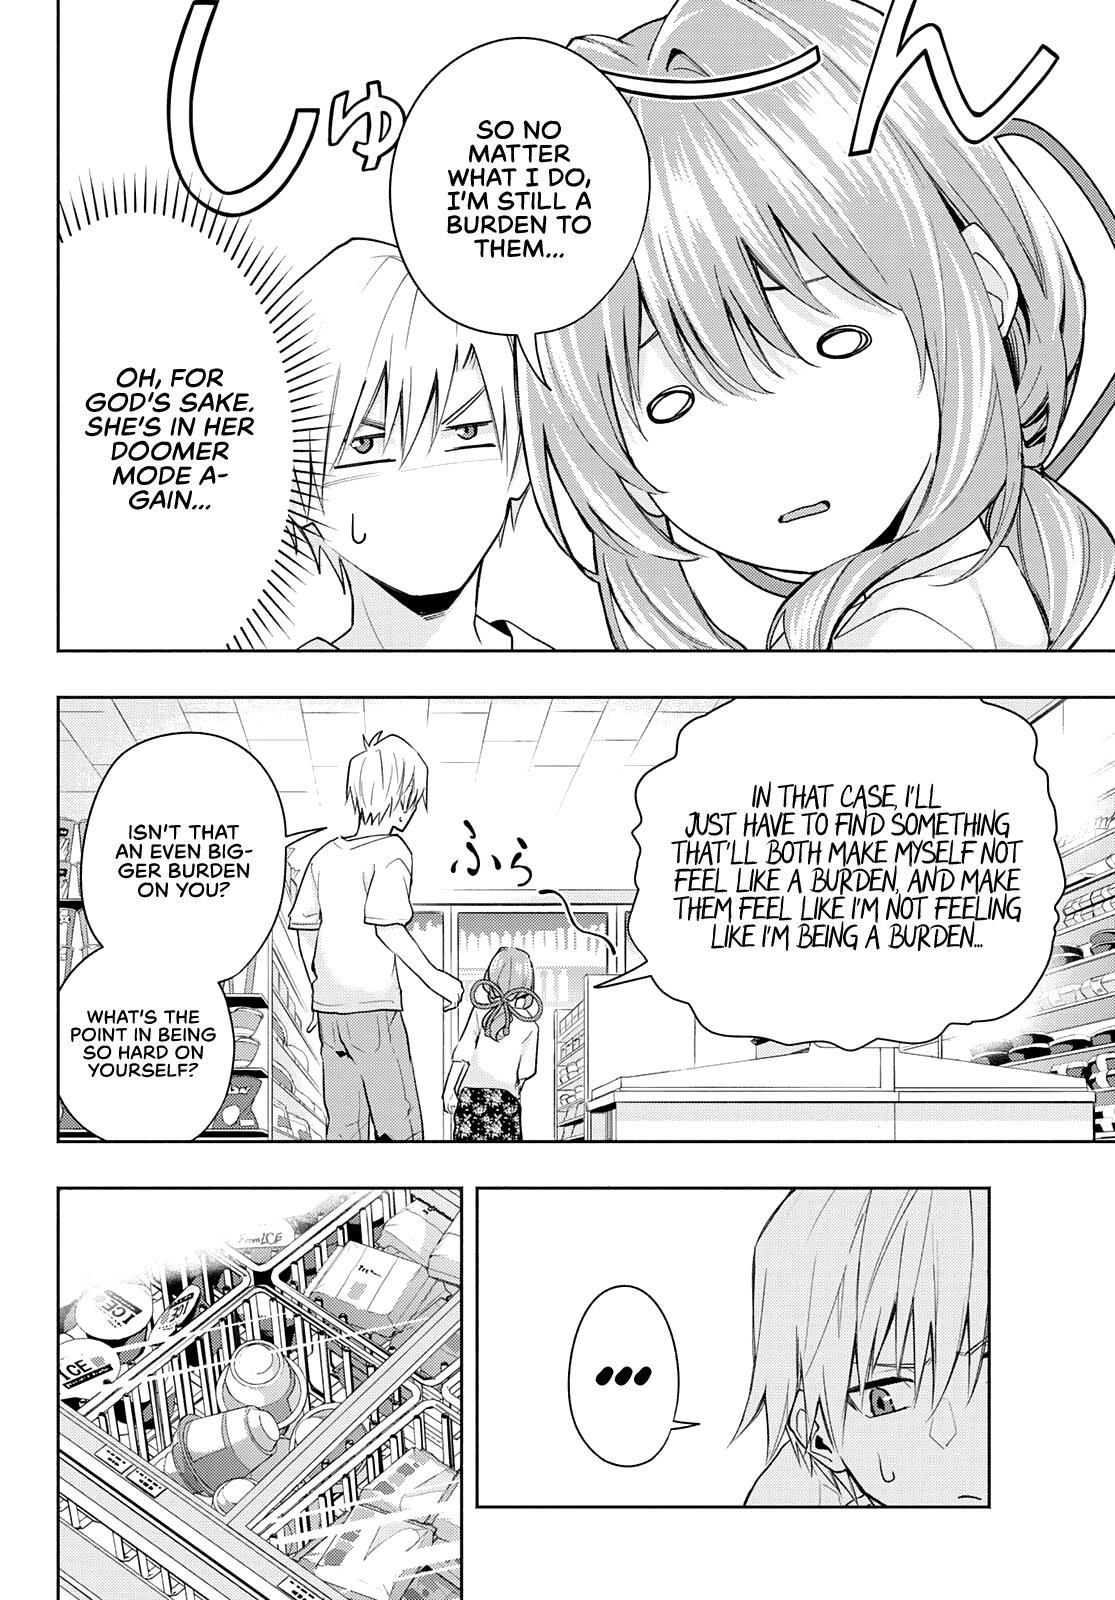 しゅーん
SO NO
MATTER
WHAT I DO,
I'M STILL A
BURDEN TO
THEM...
OH, FOR
GOD'S SAKE.
SHE'S IN HER
DOOMER
MODE A-
GAIN...
IN THAT CASE, I'LL
JUST HAVE TO FIND SOMETHING
THAT'LL BOTH MAKE MYSELF NOT
FEEL LIKE A BURDEN, AND MAKE
THEM FEEL LIKE I'M NOT FEELING
LIKE I'M BEING A BURDEN...
ふら〜
ISN'T THAT
AN EVEN BIG-
GER BURDEN
ON YOU?
WHAT'S THE
POINT IN BEING
SO HARD ON
YOURSELF?
...
ICE
ICE
ICE